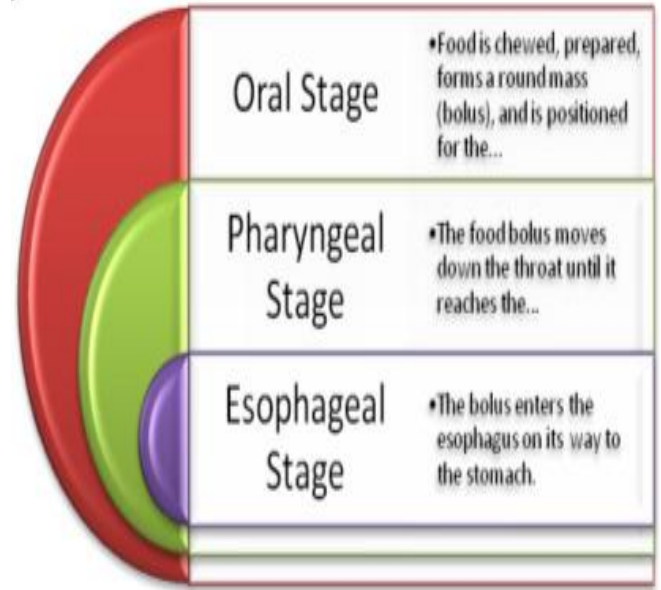 Oral Stage
•Food is chewed, prepared,
forms a round mass
(bolus), and is positioned
for the...
Pharyngeal
Stage
•The food bolus moves
down the throat until it
reaches the...
Esophageal
Stage
•The bolus enters the
esophagus on its way to
the stomach.